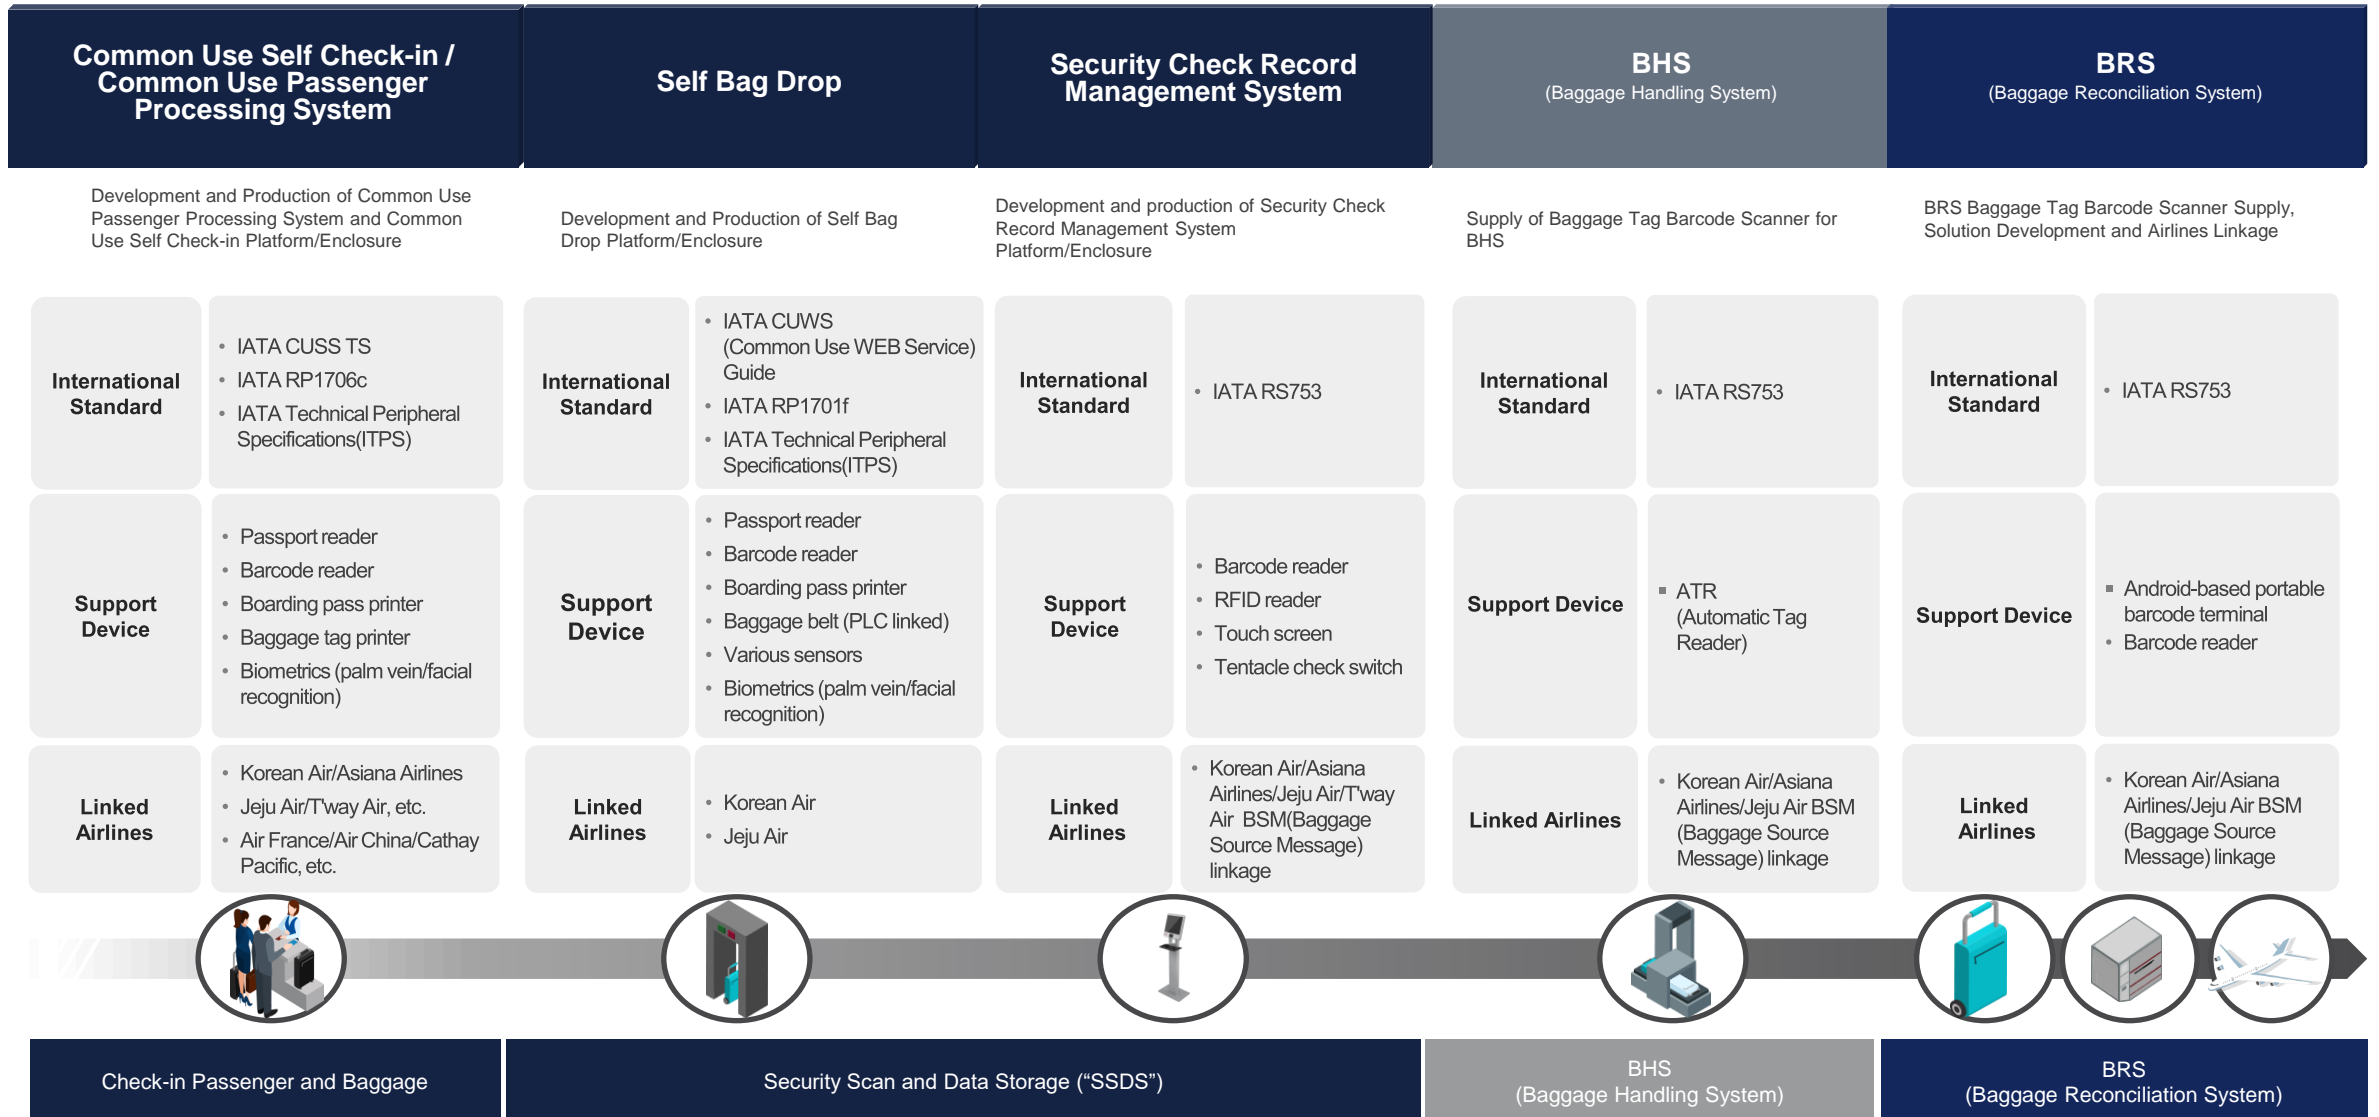 Common Use Self Check-in /
Common Use Passenger
Processing System
Self Bag Drop
Security Check Record
Management System
BHS
(Baggage Handling System)
BRS
(Baggage Reconciliation System)
Development and Production of Common Use
Passenger Processing System and Common
Use Self Check-in Platform/Enclosure
Development and Production of Self Bag
Drop Platform/Enclosure
Development and production of Security Check
Record Management System
Platform/Enclosure
Supply of Baggage Tag Barcode Scanner for
BHS
BRS Baggage Tag Barcode Scanner Supply,
Solution Development and Airlines Linkage
International
Standard
• IATA CUSS TS
• IATA RP1706c
• IATA Technical Peripheral
Specifications(ITPS)
International
Standard
• IATA CUWS
(Common Use WEB Service)
Guide
• IATA RP1701f
• IATA Technical Peripheral
Specifications(ITPS)
International
Standard
• IATA RS753
International
Standard
• IATA RS753
International
Standard
• IATA RS753
Support
Device
• Passport reader
• Barcode reader
• Boarding pass printer
• Baggage tag printer
• Biometrics (palm vein/facial
recognition)
Support
Device
• Passport reader
• Barcode reader
• Boarding pass printer
• Baggage belt (PLC linked)
• Various sensors
• Biometrics (palm vein/facial
recognition)
Support
Device
• Barcode reader
• RFID reader
• Touch screen
• Tentacle check switch
Support Device
▪ ATR
(Automatic Tag
Reader)
Support Device
▪ Android-based portable
barcode terminal
• Barcode reader
Linked
Airlines
• Korean Air/Asiana Airlines
• Jeju Air/T'way Air, etc.
• Air France/Air China/Cathay
Pacific, etc.
Linked
Airlines
• Korean Air
• Jeju Air
Linked
Airlines
• Korean Air/Asiana
Airlines/Jeju Air/T'way
Air BSM(Baggage
Source Message)
linkage
Linked Airlines
• Korean Air/Asiana
Airlines/Jeju Air BSM
(Baggage Source
Message) linkage
Linked
Airlines
• Korean Air/Asiana
Airlines/Jeju Air BSM
(Baggage Source
Message) linkage
Check-in Passenger and Baggage
Security Scan and Data Storage (“SSDS”)
BHS
(Baggage Handling System)
BRS
(Baggage Reconciliation System)